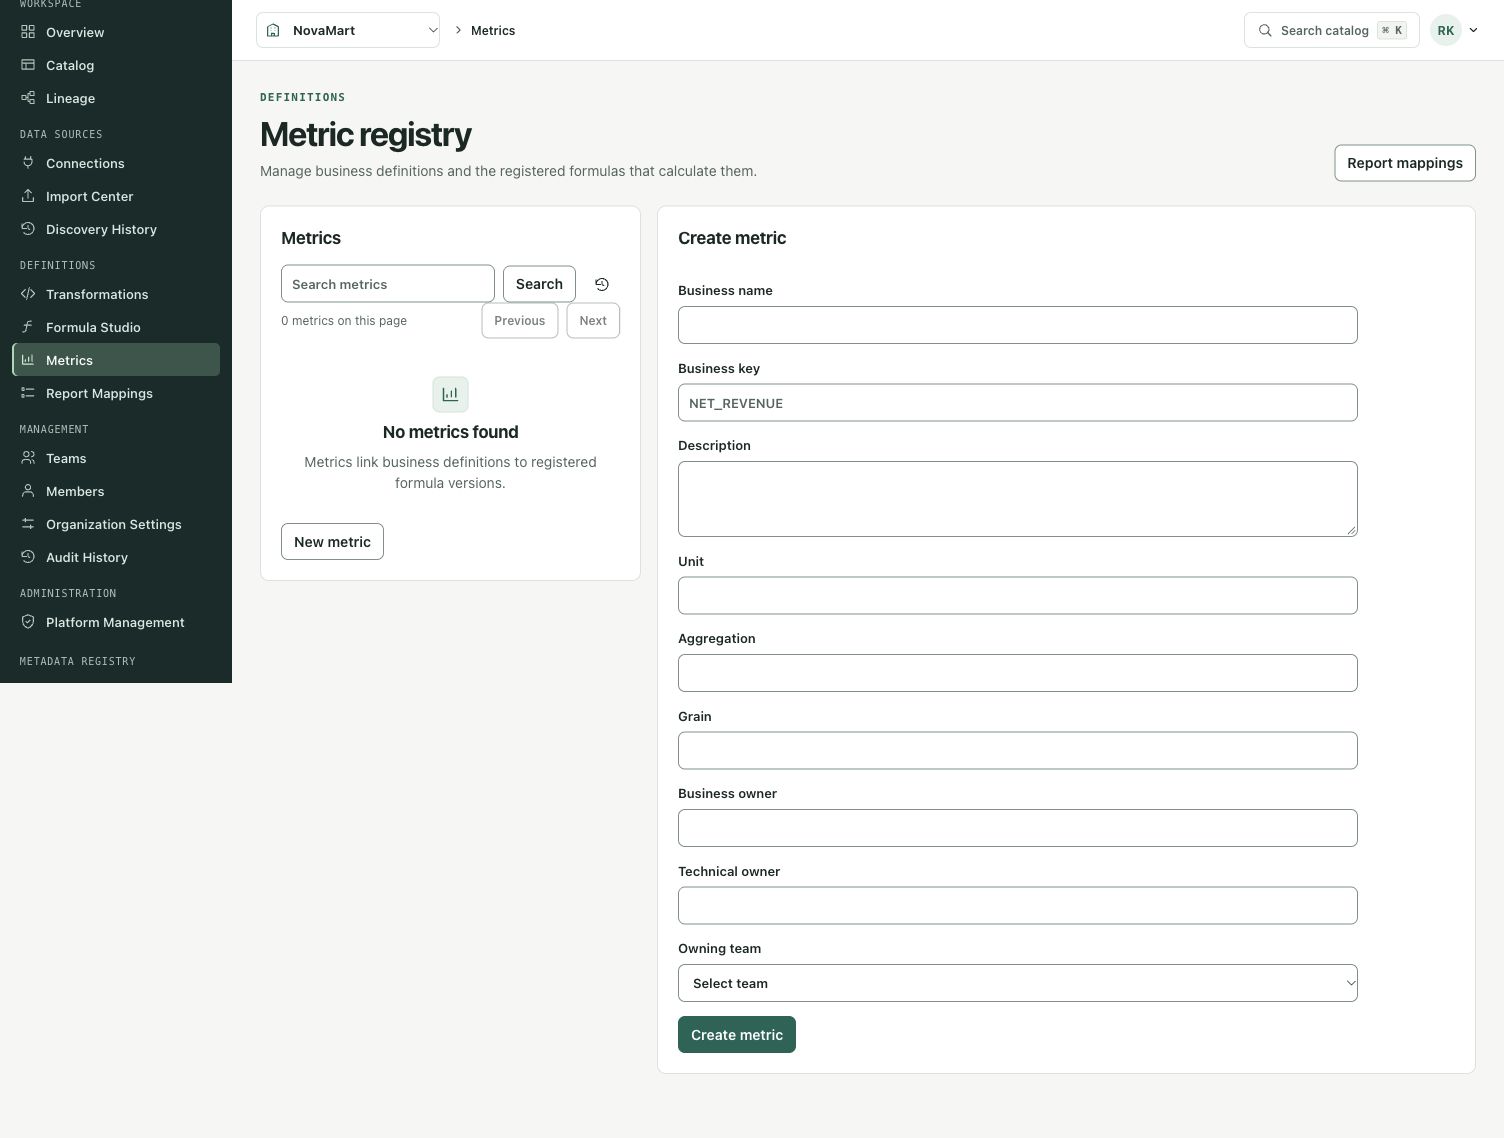 WORKSPACE
Overview
Catalog
Lineage
DATA SOURCES
Connections
Import Center
Discovery History
DEFINITIONS
Transformations
Formula Studio
Metrics
Report Mappings
MANAGEMENT
Teams
Members
Organization Settings
Audit History
ADMINISTRATION
Platform Management
METADATA REGISTRY
NovaMart
Metrics
Search catalog ⌘ K
RK
DEFINITIONS
Metric registry
Manage business definitions and the registered formulas that calculate them.
Report mappings
Metrics
Search metrics
Search
0 metrics on this page
Previous
Next
No metrics found
Metrics link business definitions to registered
formula versions.
New metric
Create metric
Business name
Business key
NET_REVENUE
Description
Unit
Aggregation
Grain
Business owner
Technical owner
Owning team
Select team
Create metric